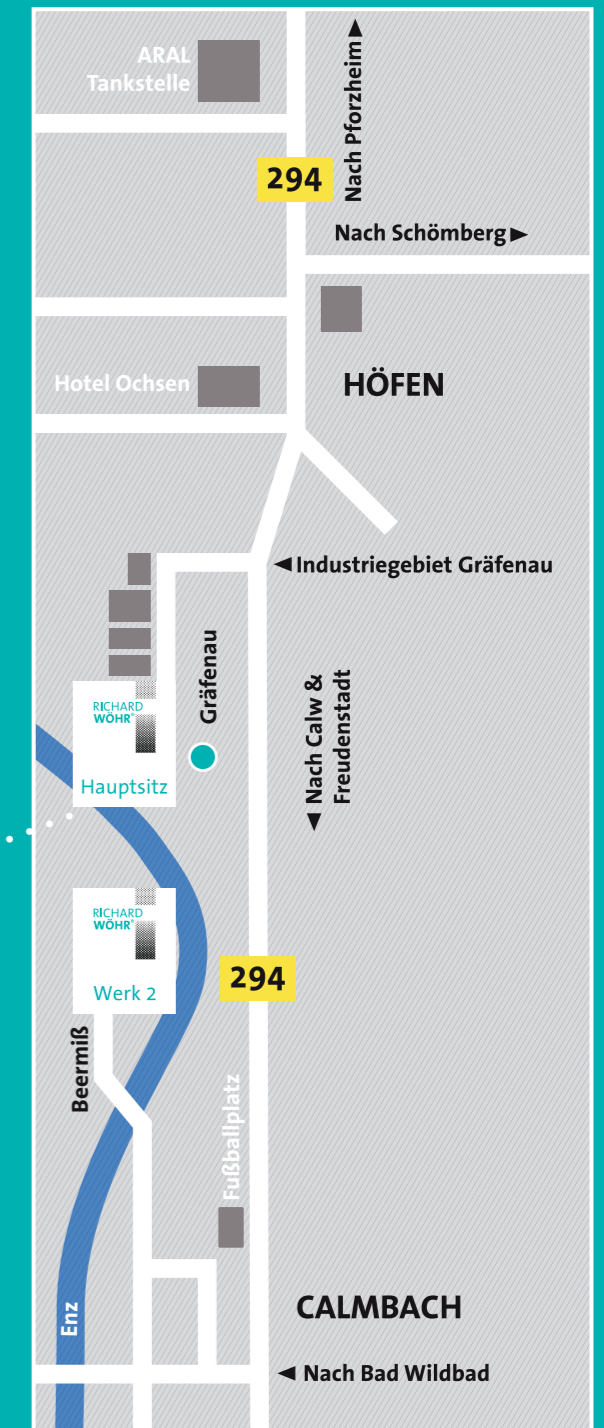 ARAL
Tankstelle
Nach Pforzheim ▲
294
Nach Schömberg ►
Hotel Ochsen
HÖFEN
◄ Industriegebiet Gräfenau
Gräfenau
◄ Nach Calw &
Freudenstadt
RICHARD
WÖHR®
Hauptsitz
RICHARD
WÖHR®
Werk 2
294
Beermiß
Fußballplatz
Enz
CALMBACH
◄ Nach Bad Wildbad